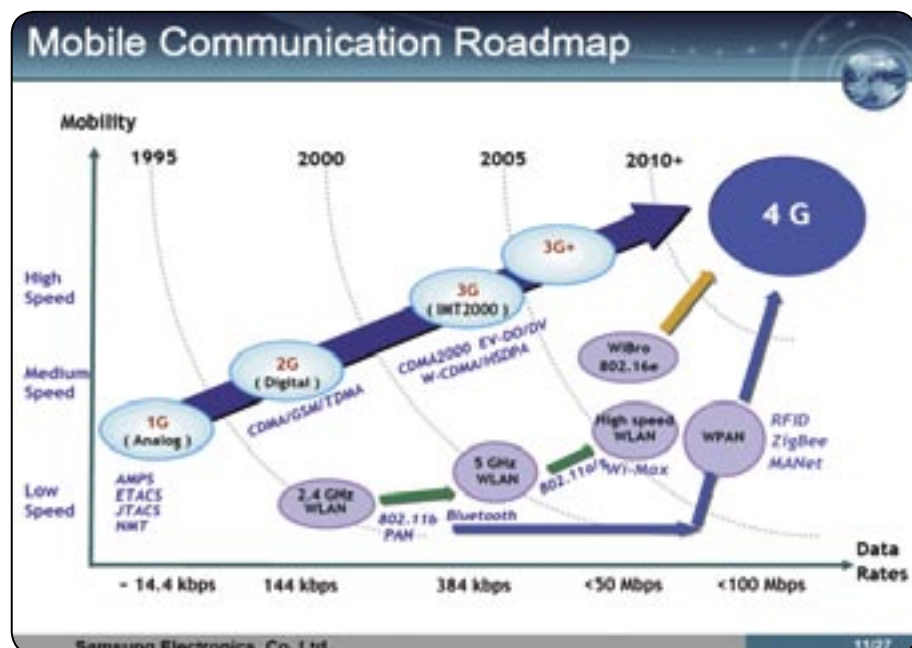 Mobile Communication Roadmap
Mobility
1995
2000
2005
2010+
4 G
3G+
High
Speed
3G
( IMT2000 )
CDMA2000 EV-DO/DV
W-CDMA/HSDPA
WiBro
802.16e
2G
( Digital )
CDMA/GSM/TDMA
Medium
Speed
1G
( Analog )
AMPS
ETACS
JTACS
NMT
High speed
WLAN
Wi-Max
WPAN
RFID
ZigBee
MANet
5 GHz
WLAN
2.4 GHz
WLAN
802.11b
PAN
Bluetooth
Low
Speed
Data
Rates
~ 14.4 kbps
144 kbps
384 kbps
<50 Mbps
<100 Mbps
Samsung Electronics, Co. Ltd
11/27